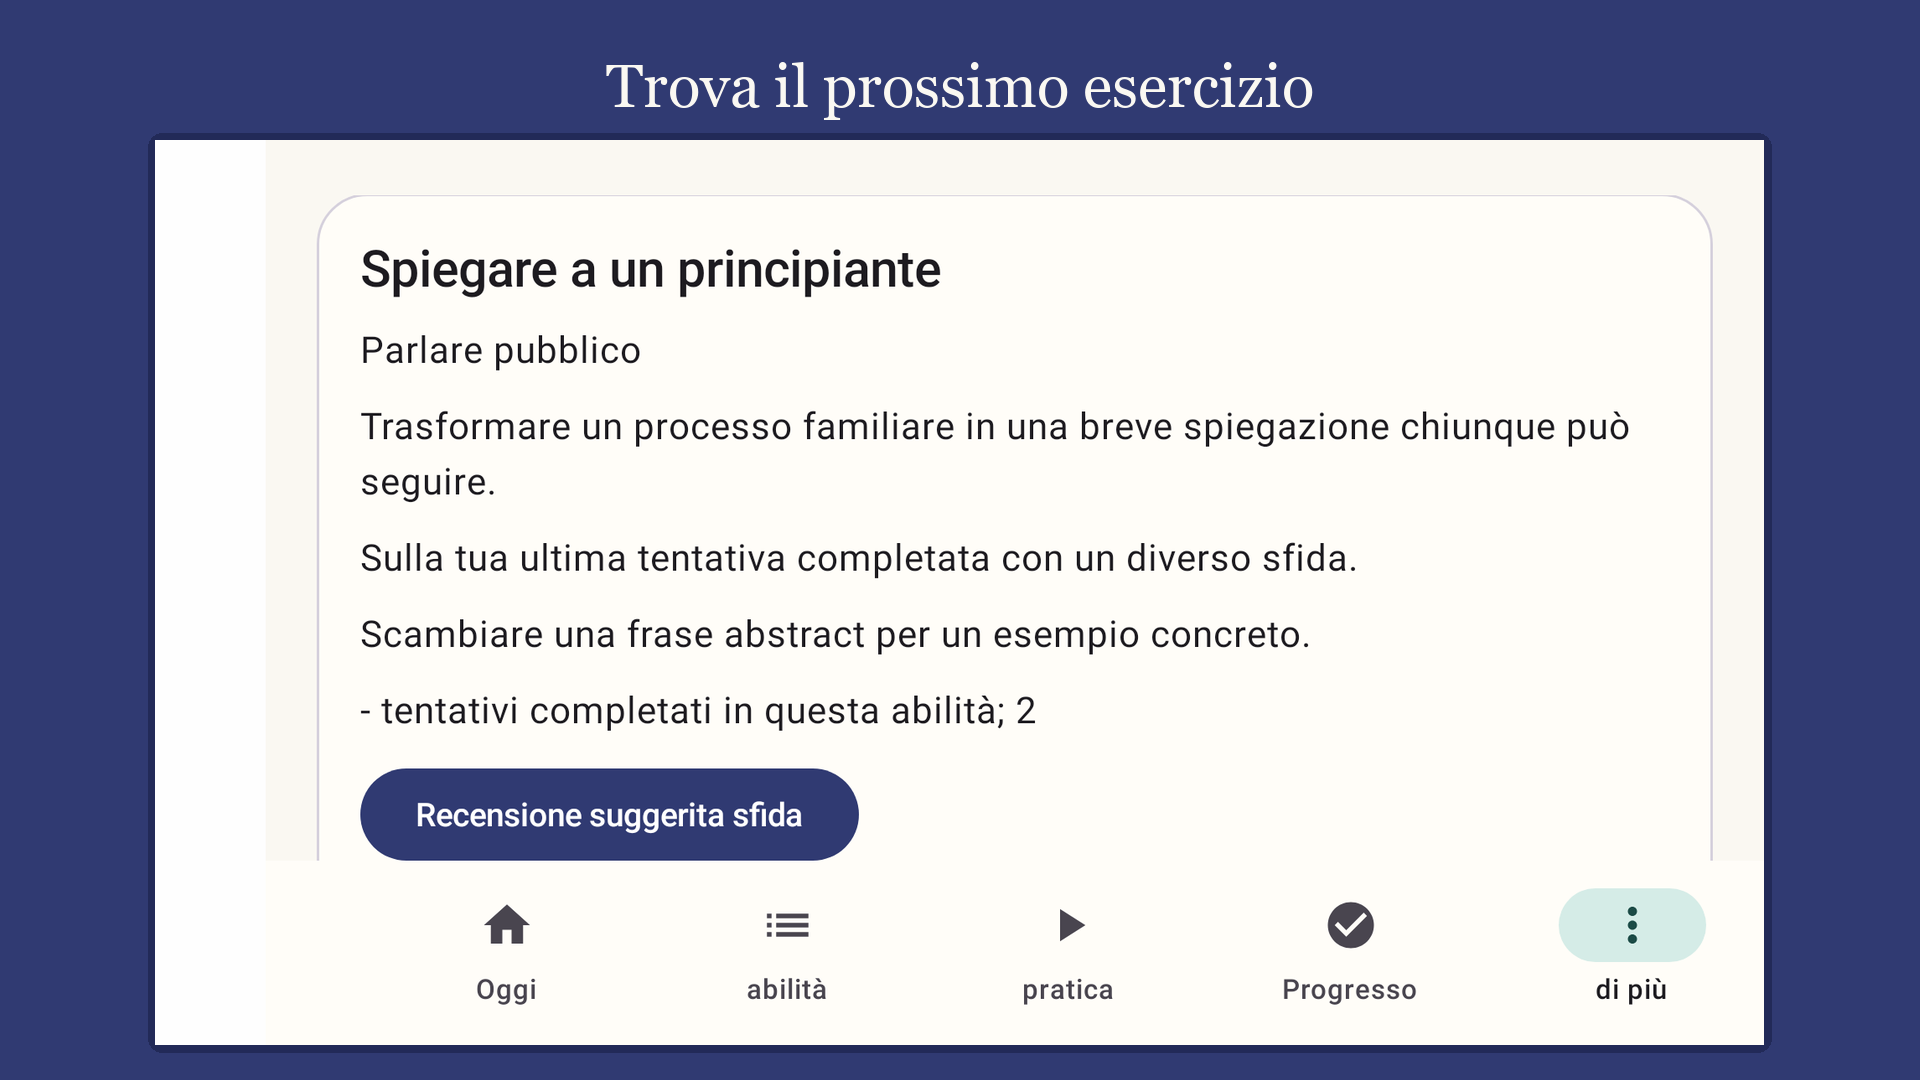 Trova il prossimo esercizio
Spiegare a un principiante
Parlare pubblico
Trasformare un processo familiare in una breve spiegazione chiunque può
seguire.
Sulla tua ultima tentativa completata con un diverso sfida.
Scambiare una frase abstract per un esempio concreto.
- tentativi completati in questa abilità; 2
Recensione suggerita sfida
Oggi
abilità
pratica
Progresso
di più